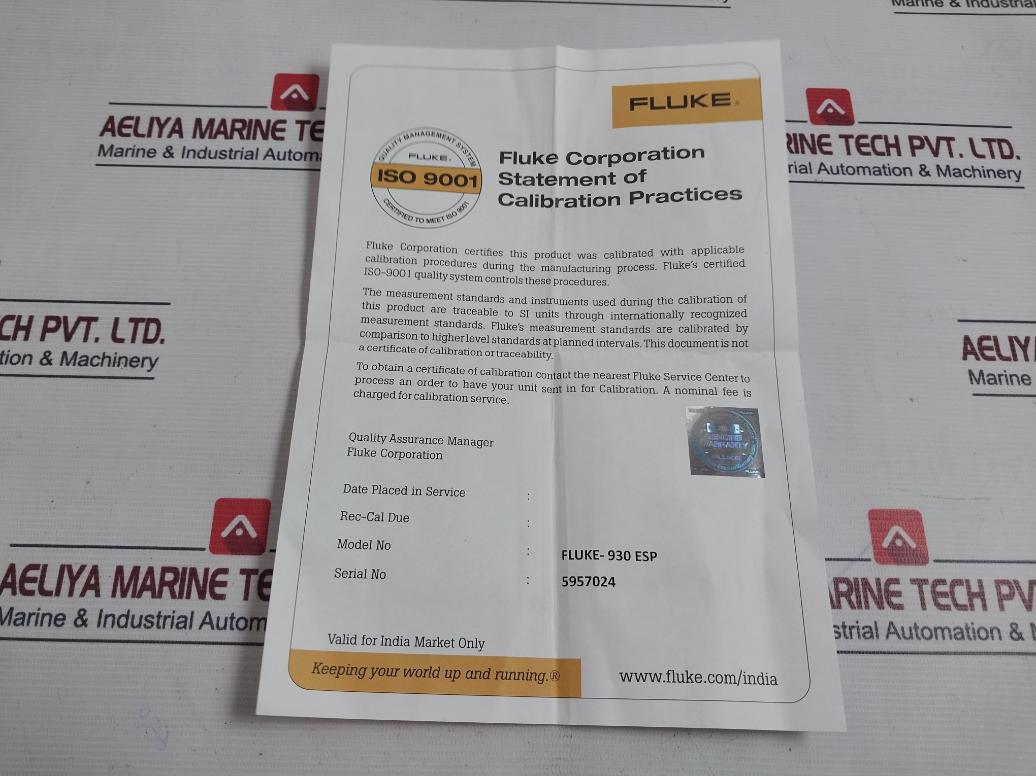 Marine & Industria
AELIYA MARINE TE
Marine & Industrial Autom
RINE TECH PVT. LTD.
rial Automation & Machinery
FLUKE®
QUALITY MANAGEMENT SYSTEM
FLUKE®
ISO 9001
CERTIFIED TO MEET ISO 9001
Fluke Corporation
Statement of
Calibration Practices
Fluke Corporation certifies this product was calibrated with applicable
calibration procedures during the manufacturing process. Fluke's certified
ISO-9001 quality system controls these procedures.
The measurement standards and instruments used during the calibration of
this product are traceable to SI units through internationally recognized
measurement standards. Fluke's measurement standards are calibrated by
comparison to higher level standards at planned intervals. This document is not
a certificate of calibration or traceability.
To obtain a certificate of calibration contact the nearest Fluke Service Center to
process an order to have your unit sent in for Calibration. A nominal fee is
charged for calibration service.
CH PVT. LTD.
tion & Machinery
AELIY
Marine
GENUINE
WARRANTY
FLUKE
Quality Assurance Manager
Fluke Corporation
Date Placed in Service :
Rec-Cal Due :
Model No : FLUKE- 930 ESP
Serial No : 5957024
AELIYA MARINE TE
Marine & Industrial Autom
RINE TECH PV
strial Automation & M
Valid for India Market Only
Keeping your world up and running.®
www.fluke.com/india